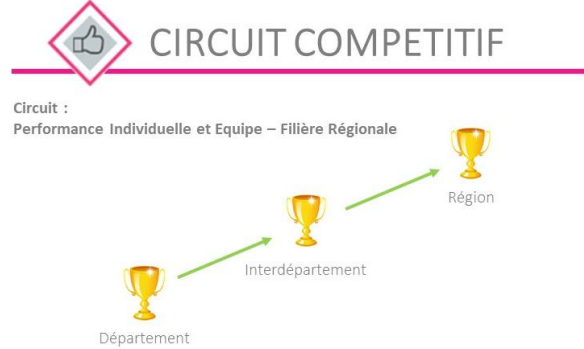 CIRCUIT COMPETITIF
Circuit :
Performance Individuelle et Equipe – Filière Régionale
Région
Interdépartement
Département